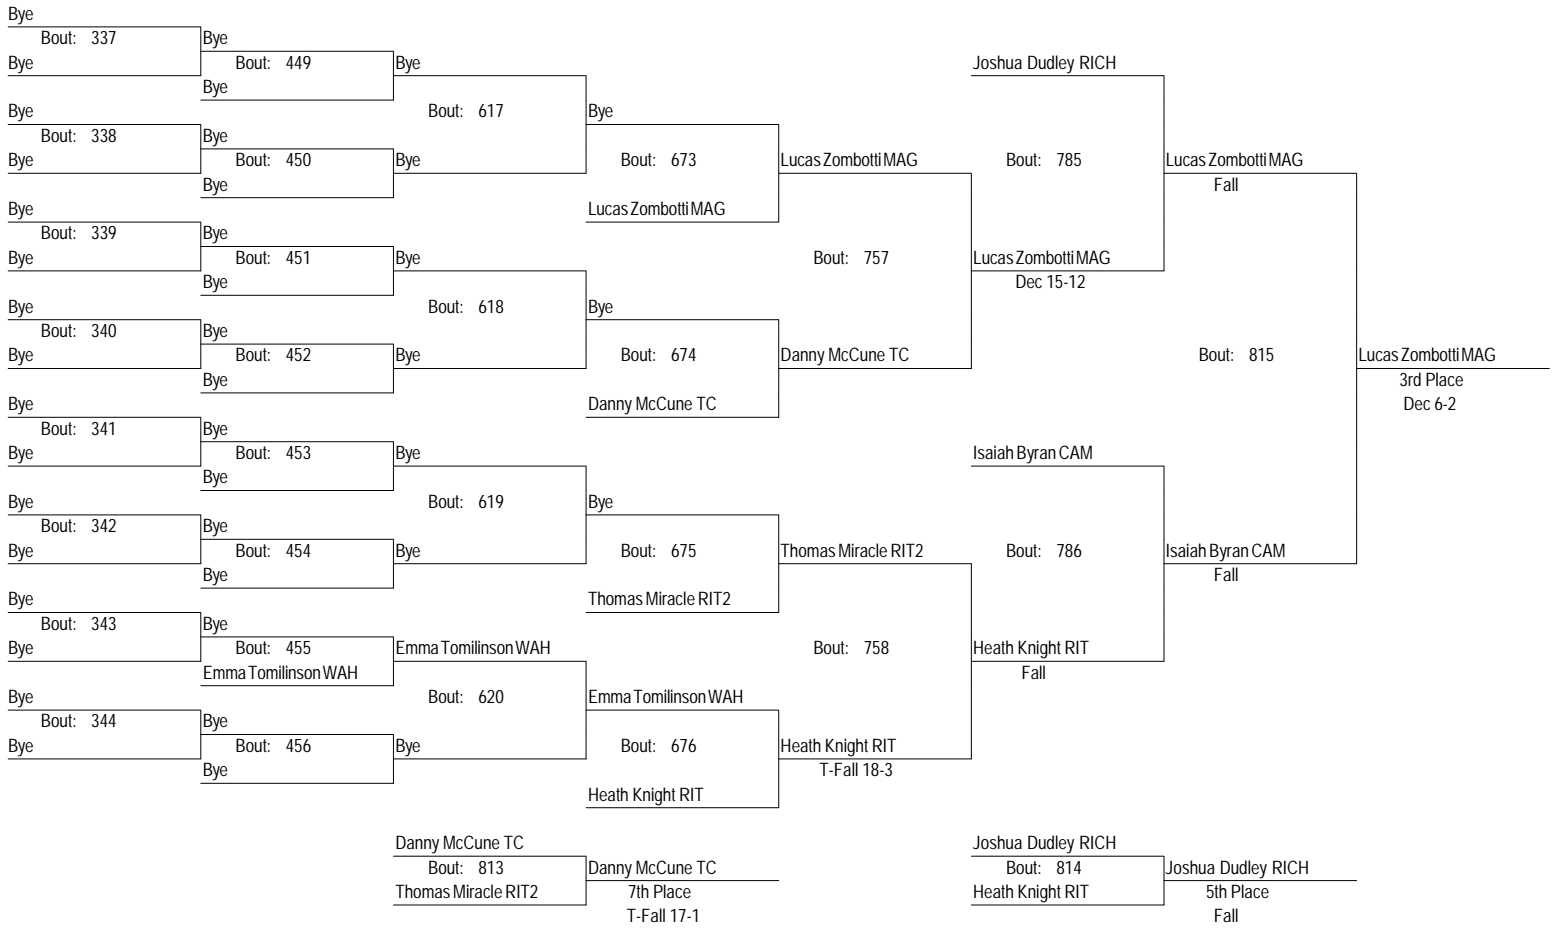 Bye
Bout: 337
Bye
Bye
Bout: 338
Bye
Bye
Bout: 339
Bye
Bye
Bout: 340
Bye
Bye
Bout: 341
Bye
Bye
Bout: 342
Bye
Bye
Bout: 343
Bye
Bye
Bout: 344
Bye
Bye
Bout: 449
Bye
Bye
Bout: 450
Bye
Bye
Bout: 451
Bye
Bye
Bout: 452
Bye
Bye
Bout: 453
Bye
Bye
Bout: 454
Bye
Bye
Bout: 455
Emma Tomilinson WAH
Bye
Bout: 456
Bye
Bye
Bout: 617
Bye
Bye
Bout: 618
Bye
Bye
Bout: 619
Bye
Emma Tomilinson WAH
Bout: 620
Bye
Bye
Bout: 673
Lucas Zombotti MAG
Bye
Bout: 674
Danny McCune TC
Bye
Bout: 675
Thomas Miracle RIT2
Emma Tomilinson WAH
Bout: 676
Heath Knight RIT
Lucas Zombotti MAG
Bout: 757
Danny McCune TC
Thomas Miracle RIT2
Bout: 758
Heath Knight RIT
T-Fall 18-3
Joshua Dudley RICH
Bout: 785
Lucas Zombotti MAG
Dec 15-12
Isaiah Byran CAM
Bout: 786
Heath Knight RIT
Fall
Lucas Zombotti MAG
Fall
Bout: 815
Isaiah Byran CAM
Fall
Lucas Zombotti MAG
3rd Place
Dec 6-2
Danny McCune TC
Bout: 813
Thomas Miracle RIT2
Danny McCune TC
7th Place
T-Fall 17-1
Joshua Dudley RICH
Bout: 814
Heath Knight RIT
Joshua Dudley RICH
5th Place
Fall